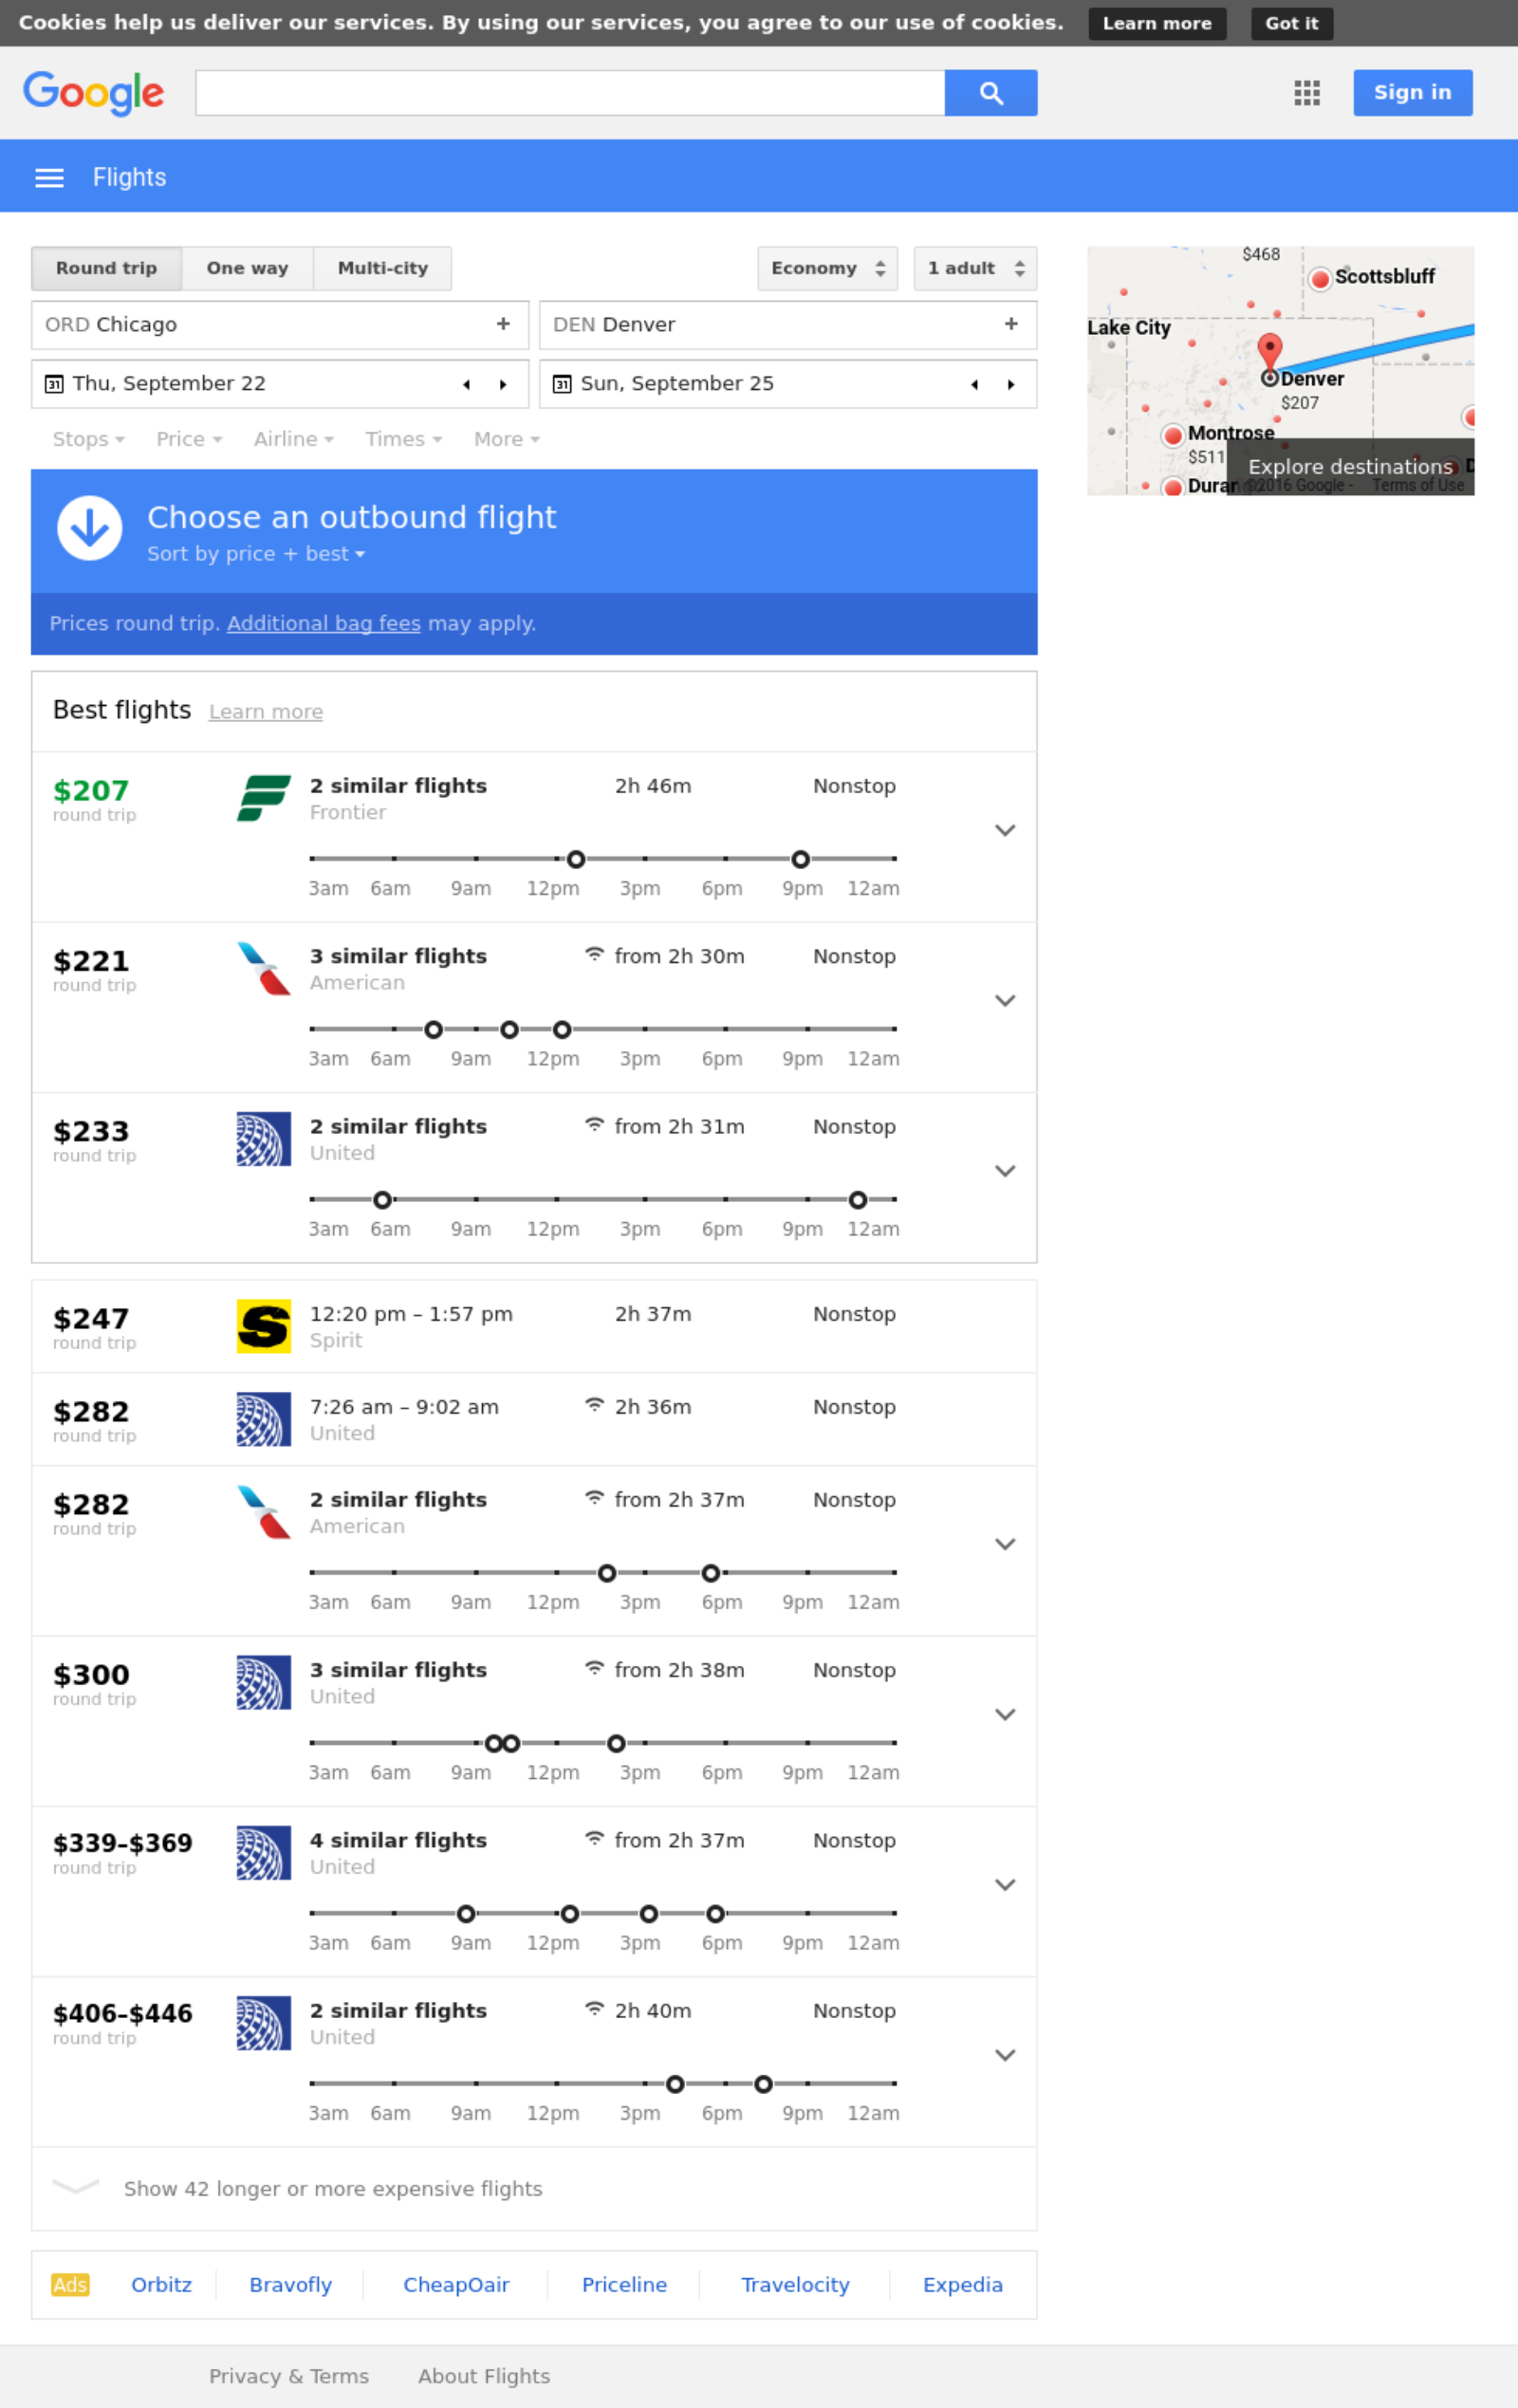 Cookies help us deliver our services. By using our services, you agree to our use of cookies. Learn more Got it
Google Sign in
Flights
Round trip One way Multi-city Economy 1 adult
ORD Chicago + DEN Denver +
31 Thu, September 22 31 Sun, September 25
Stops Price Airline Times More
$468
Scottsbluff
Lake City
Denver
$207
Montrose
$511
Explore destinations
Duran ©2016 Google - Terms of Use
Choose an outbound flight
Sort by price + best
Prices round trip. Additional bag fees may apply.
Best flights Learn more
$207 2 similar flights 2h 46m Nonstop
round trip Frontier
3am 6am 9am 12pm 3pm 6pm 9pm 12am
$221 3 similar flights from 2h 30m Nonstop
round trip American
3am 6am 9am 12pm 3pm 6pm 9pm 12am
$233 2 similar flights from 2h 31m Nonstop
round trip United
3am 6am 9am 12pm 3pm 6pm 9pm 12am
$247 12:20 pm – 1:57 pm 2h 37m Nonstop
round trip Spirit
$282 7:26 am – 9:02 am 2h 36m Nonstop
round trip United
$282 2 similar flights from 2h 37m Nonstop
round trip American
3am 6am 9am 12pm 3pm 6pm 9pm 12am
$300 3 similar flights from 2h 38m Nonstop
round trip United
3am 6am 9am 12pm 3pm 6pm 9pm 12am
$339–$369 4 similar flights from 2h 37m Nonstop
round trip United
3am 6am 9am 12pm 3pm 6pm 9pm 12am
$406–$446 2 similar flights 2h 40m Nonstop
round trip United
3am 6am 9am 12pm 3pm 6pm 9pm 12am
Show 42 longer or more expensive flights
Ads Orbitz Bravofly CheapOair Priceline Travelocity Expedia
Privacy & Terms About Flights